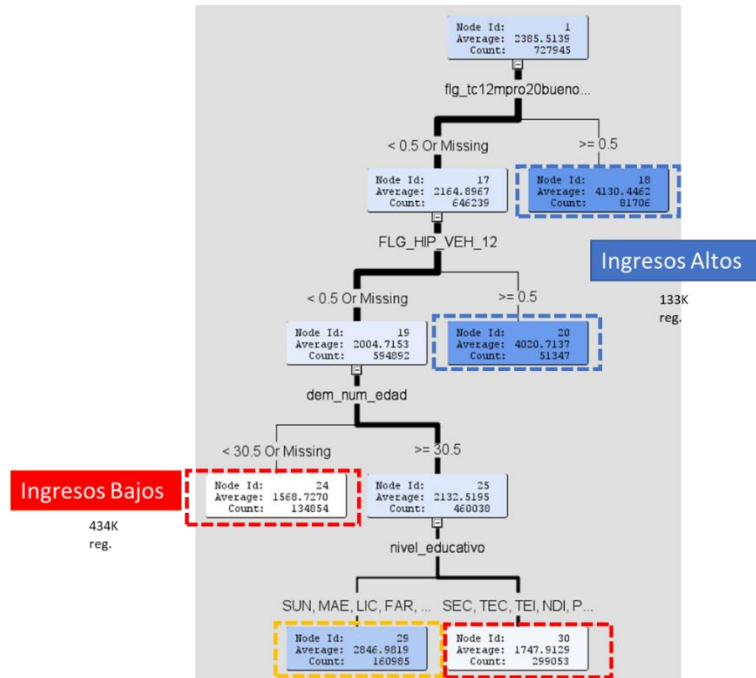 Node Id: 1
Average: 2385.5139
Count: 727945
flg_tc12mpro20bueno...
< 0.5 Or Missing
>= 0.5
Node Id: 17
Average: 2164.8967
Count: 646239
Node Id: 18
Average: 4130.4462
Count: 81706
FLG_HIP_VEH_12
Ingresos Altos
133K
reg.
< 0.5 Or Missing
>= 0.5
Node Id: 19
Average: 2004.7153
Count: 594892
Node Id: 20
Average: 4020.7137
Count: 51347
dem_num_edad
< 30.5 Or Missing
>= 30.5
Ingresos Bajos
434K
reg.
Node Id: 24
Average: 1568.7270
Count: 134854
Node Id: 25
Average: 2132.5195
Count: 460038
nivel_educativo
SUN, MAE, LIC, FAR, ...
SEC, TEC, TEI, NDI, P...
Node Id: 29
Average: 2846.9819
Count: 160985
Node Id: 30
Average: 1747.9129
Count: 299053